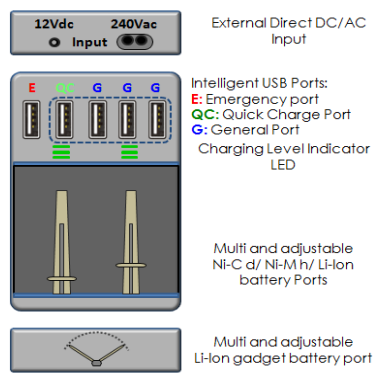 12Vdc 240Vac
Input
External Direct DC/AC
Input
E QC G G G
Intelligent USB Ports:
E: Emergency port
QC: Quick Charge Port
G: General Port
Charging Level Indicator
LED
Multi and adjustable
Ni-C d/ Ni-M h/ Li-Ion
battery Ports
Multi and adjustable
Li-Ion gadget battery port